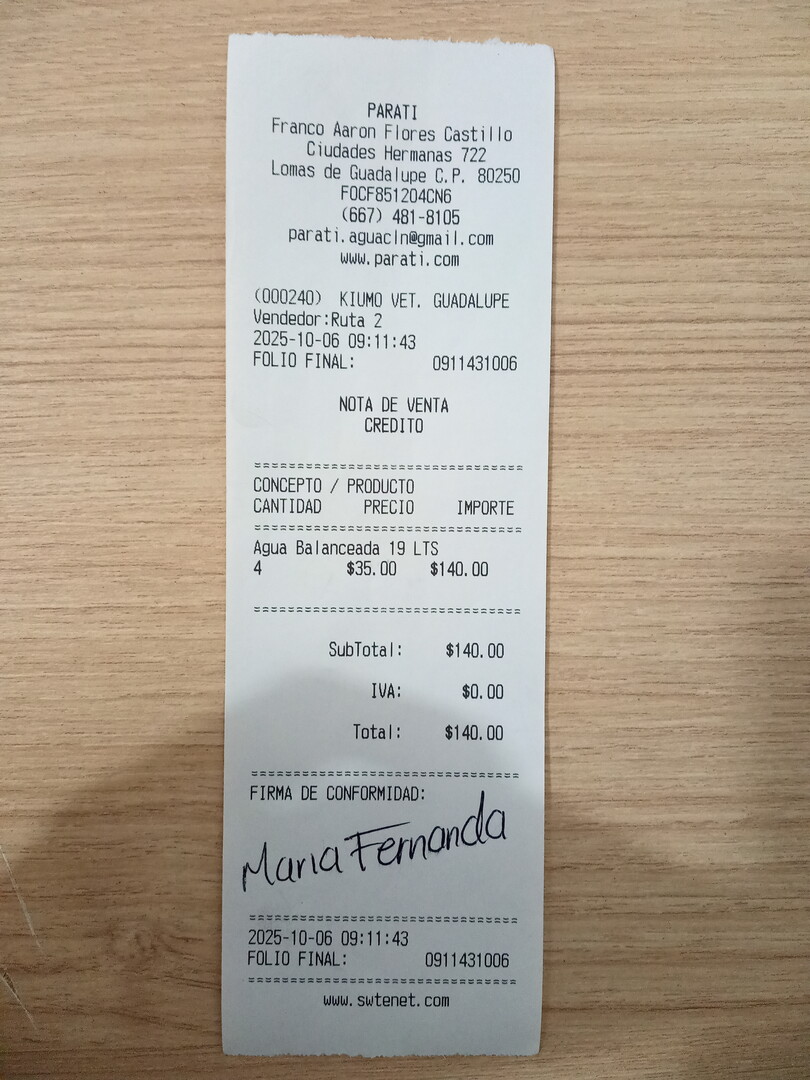 PARATI
Franco Aaron Flores Castillo
Ciudades Hermanas 722
Lomas de Guadalupe C.P. 80250
FOCF851204CN6
(667) 481-8105
parati.aguacln@gmail.com
www.parati.com
(000240) KIUMO VET. GUADALUPE
Vendedor:Ruta 2
2025-10-06 09:11:43
FOLIO FINAL: 0911431006
NOTA DE VENTA
CREDITO
================================
CONCEPTO / PRODUCTO
CANTIDAD PRECIO IMPORTE
================================
Agua Balanceada 19 LTS
4 $35.00 $140.00
================================
SubTotal: $140.00
IVA: $0.00
Total: $140.00
================================
FIRMA DE CONFORMIDAD:
Maria Fernanda
================================
2025-10-06 09:11:43
FOLIO FINAL: 0911431006
================================
www.swtenet.com